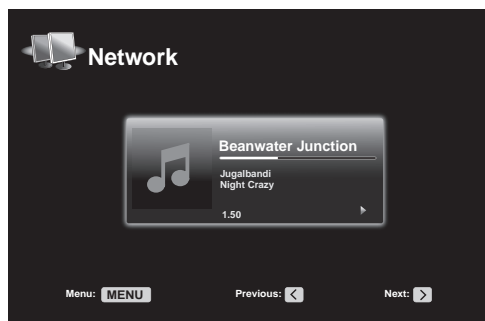 Network
Beanwater Junction
Jugalbandi
Night Crazy
1.50
Menu: MENU
Previous: <
Next: >